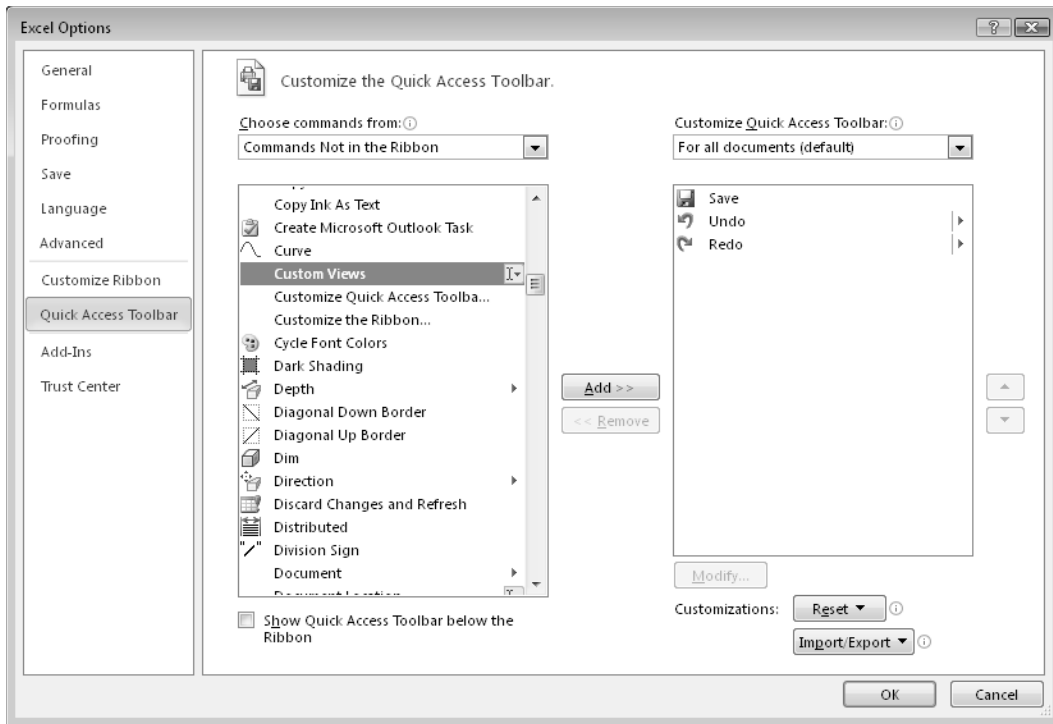 Excel Options
General
Formulas
Proofing
Save
Language
Advanced
Customize Ribbon
Quick Access Toolbar
Add-Ins
Trust Center
Customize the Quick Access Toolbar.
Choose commands from:
Commands Not in the Ribbon
Copy Ink As Text
Create Microsoft Outlook Task
Curve
Custom Views
Customize Quick Access Toolba...
Customize the Ribbon...
Cycle Font Colors
Dark Shading
Depth
Diagonal Down Border
Diagonal Up Border
Dim
Direction
Discard Changes and Refresh
Distributed
Division Sign
Document
Show Quick Access Toolbar below the
Ribbon
Add >>
<< Remove
Customize Quick Access Toolbar:
For all documents (default)
Save
Undo
Redo
Modify...
Customizations:
Reset
Import/Export
OK
Cancel